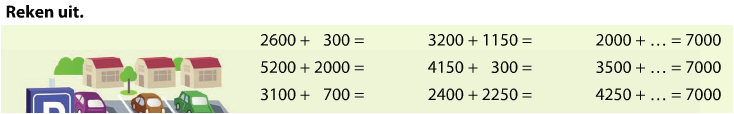 Reken uit.
2600 + 300 = 3200 + 1150 = 2000 + … = 7000
5200 + 2000 = 4150 + 300 = 3500 + … = 7000
3100 + 700 = 2400 + 2250 = 4250 + … = 7000
P